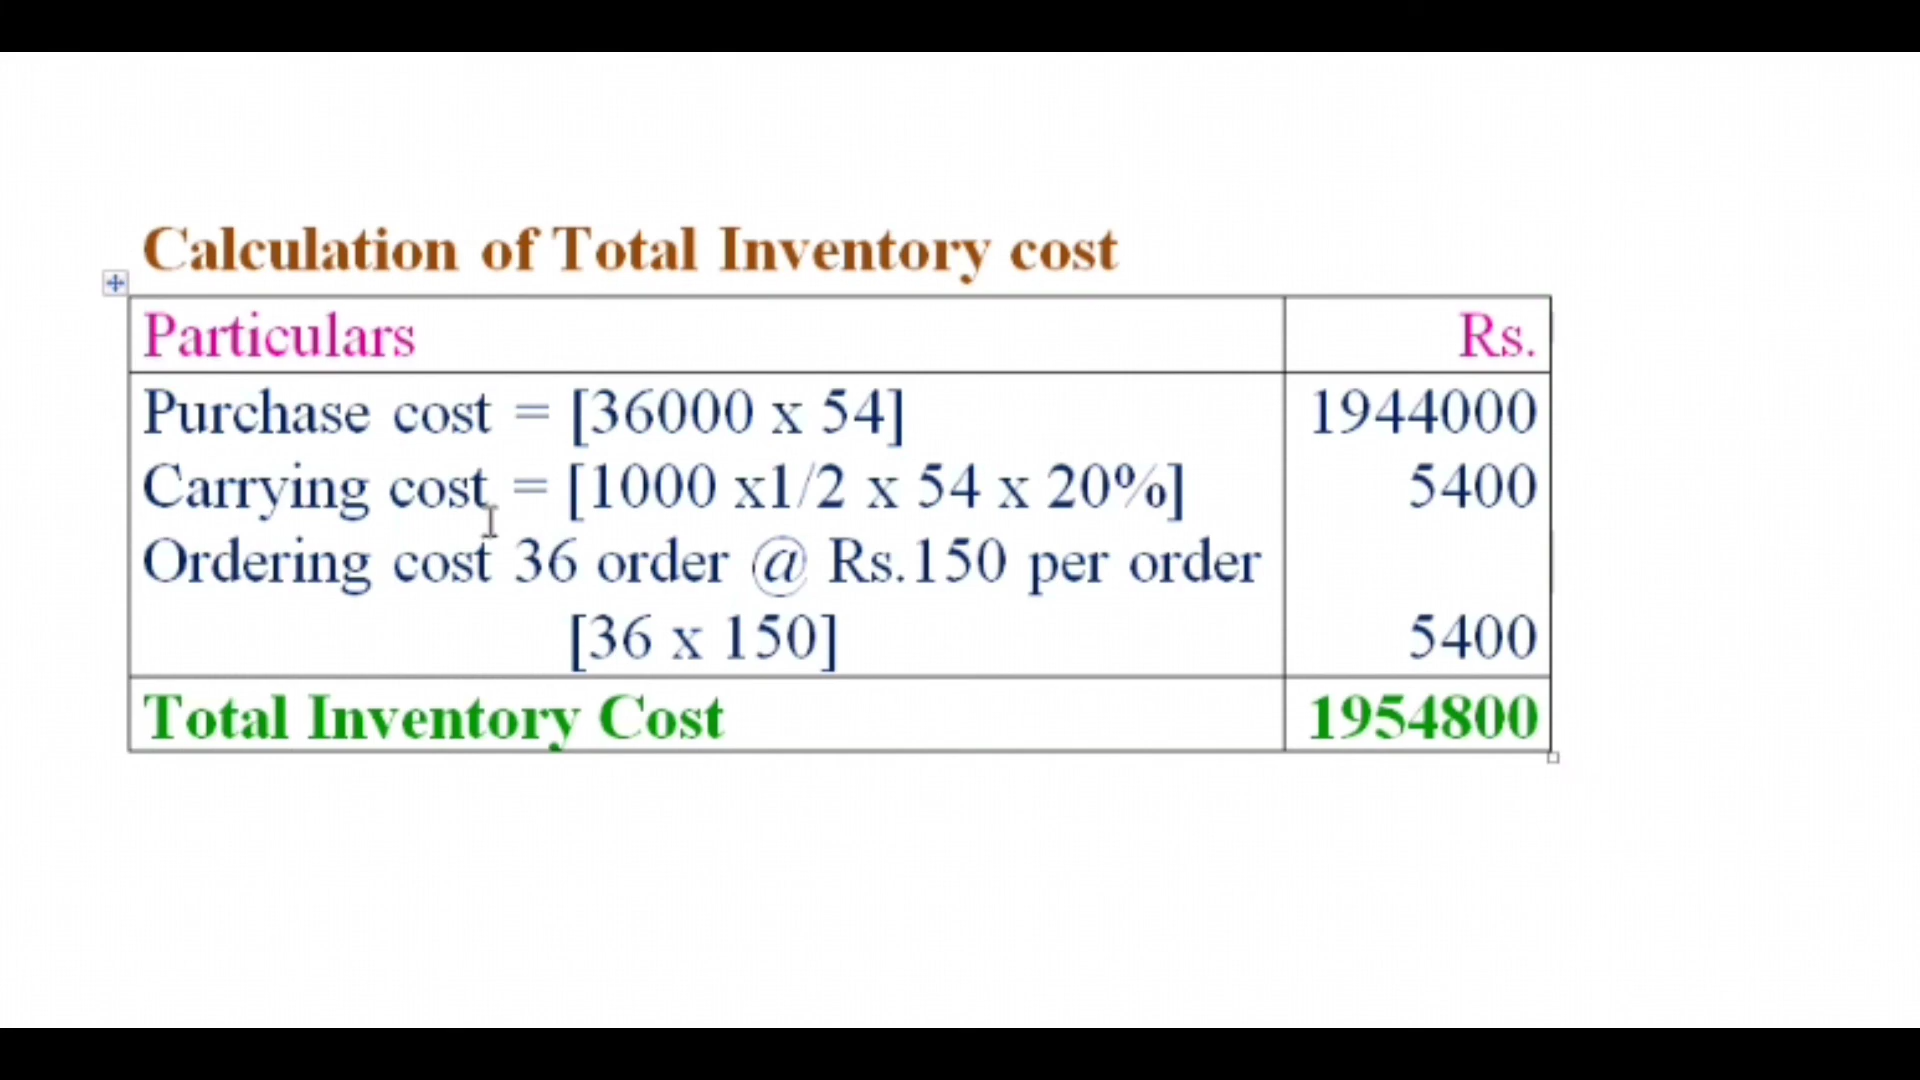 Calculation of Total Inventory cost
Particulars Rs.
Purchase cost = [36000 x 54] 1944000
Carrying cost = [1000 x1/2 x 54 x 20%] 5400
Ordering cost 36 order @ Rs.150 per order
[36 x 150] 5400
Total Inventory Cost 1954800